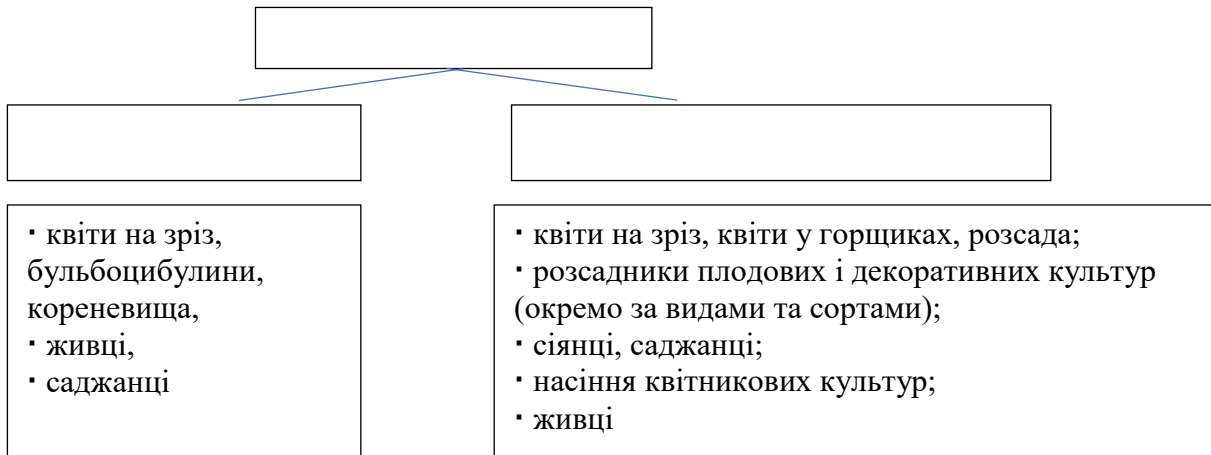 · квіти на зріз,
бульбоцибулини,
кореневища,
· живці,
· саджанці
· квіти на зріз, квіти у горщиках, розсада;
· розсадники плодових і декоративних культур
(окремо за видами та сортами);
· сіянці, саджанці;
· насіння квітникових культур;
· живці